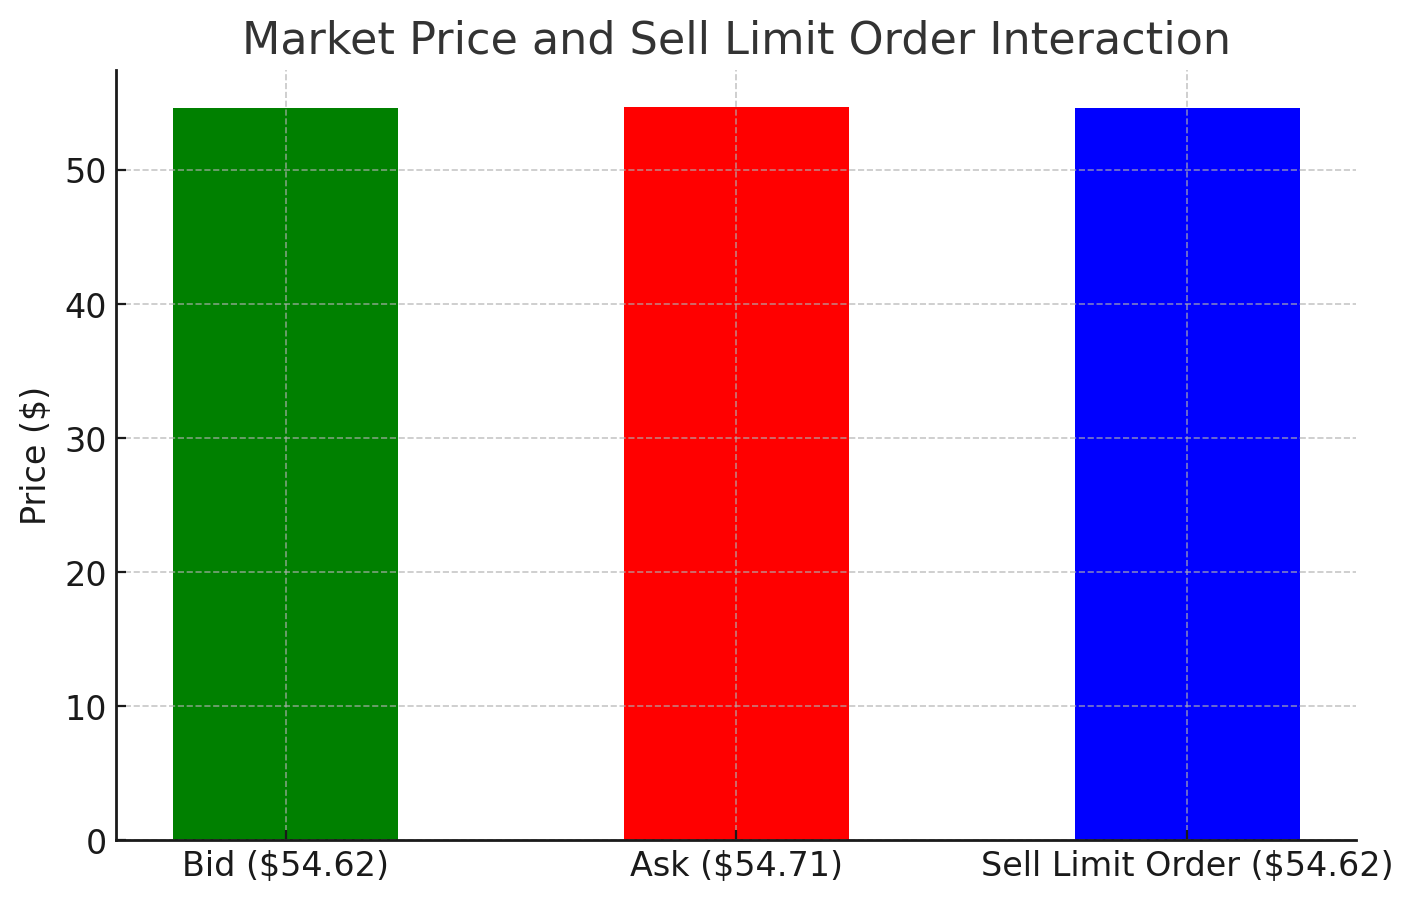 Market Price and Sell Limit Order Interaction
Price ($)
50
40
30
20
10
0
Bid ($54.62)
Ask ($54.71)
Sell Limit Order ($54.62)